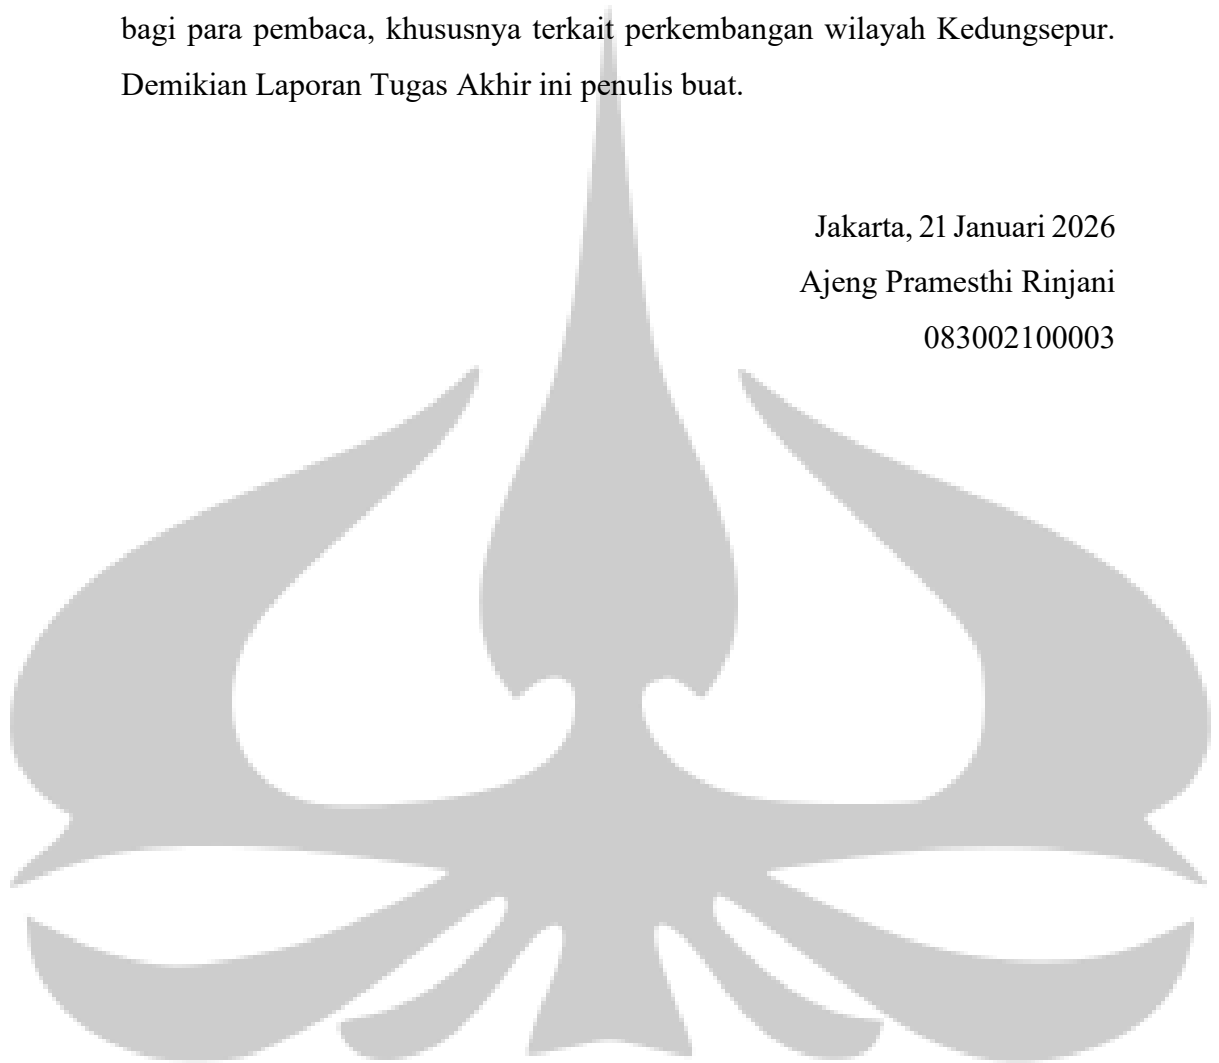 bagi para pembaca, khususnya terkait perkembangan wilayah Kedungsepur.
Demikian Laporan Tugas Akhir ini penulis buat.
Jakarta, 21 Januari 2026
Ajeng Pramesthi Rinjani
083002100003